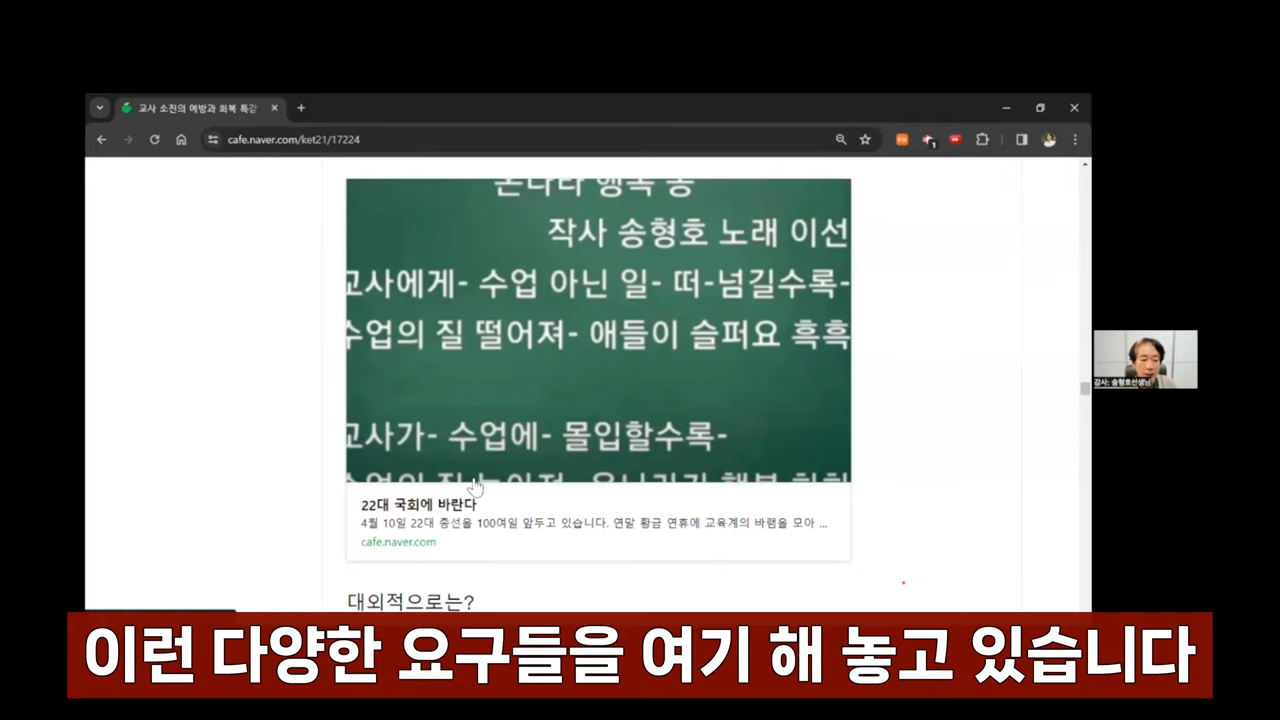 교사 소진의 예방과 회복 특강
cafe.naver.com/ket21/17224
온나라 행복 송
작사 송형호 노래 이선
교사에게- 수업 아닌 일- 떠-넘길수록-
수업의 질 떨어져- 애들이 슬퍼요 흑흑
교사가- 수업에- 몰입할수록-
22대 국회에 바란다
4월 10일 22대 총선을 100여일 앞두고 있습니다. 연말 황금 연휴에 교육계의 바램을 모아 ...
cafe.naver.com
강사: 송형호선생님
대외적으로는?
이런 다양한 요구들을 여기 해 놓고 있습니다